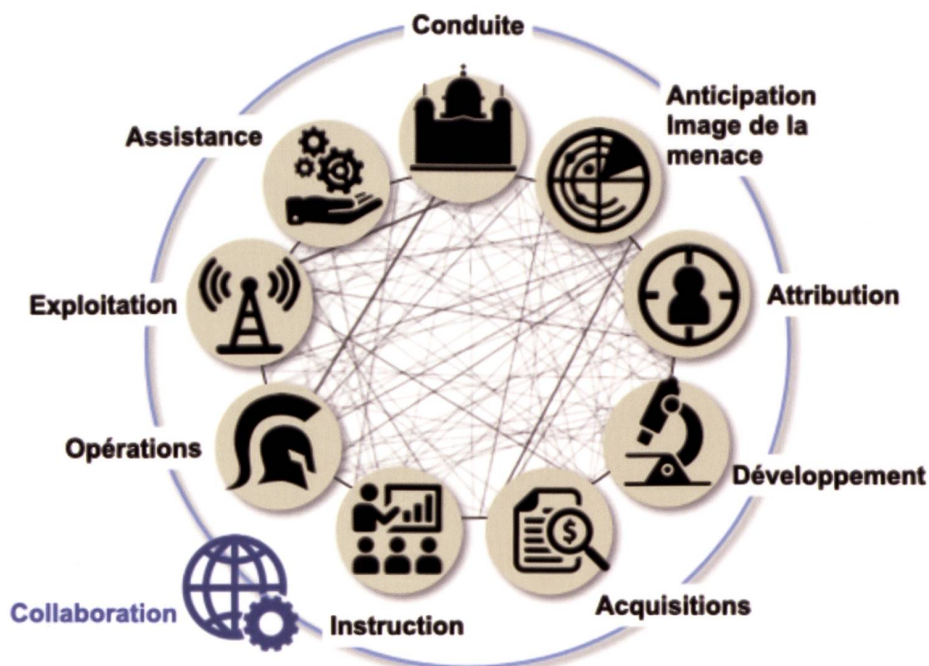 Conduite
Anticipation
Image de la
menace
Assistance
Attribution
Exploitation
Opérations
Développement
Acquisitions
Instruction
Collaboration
$